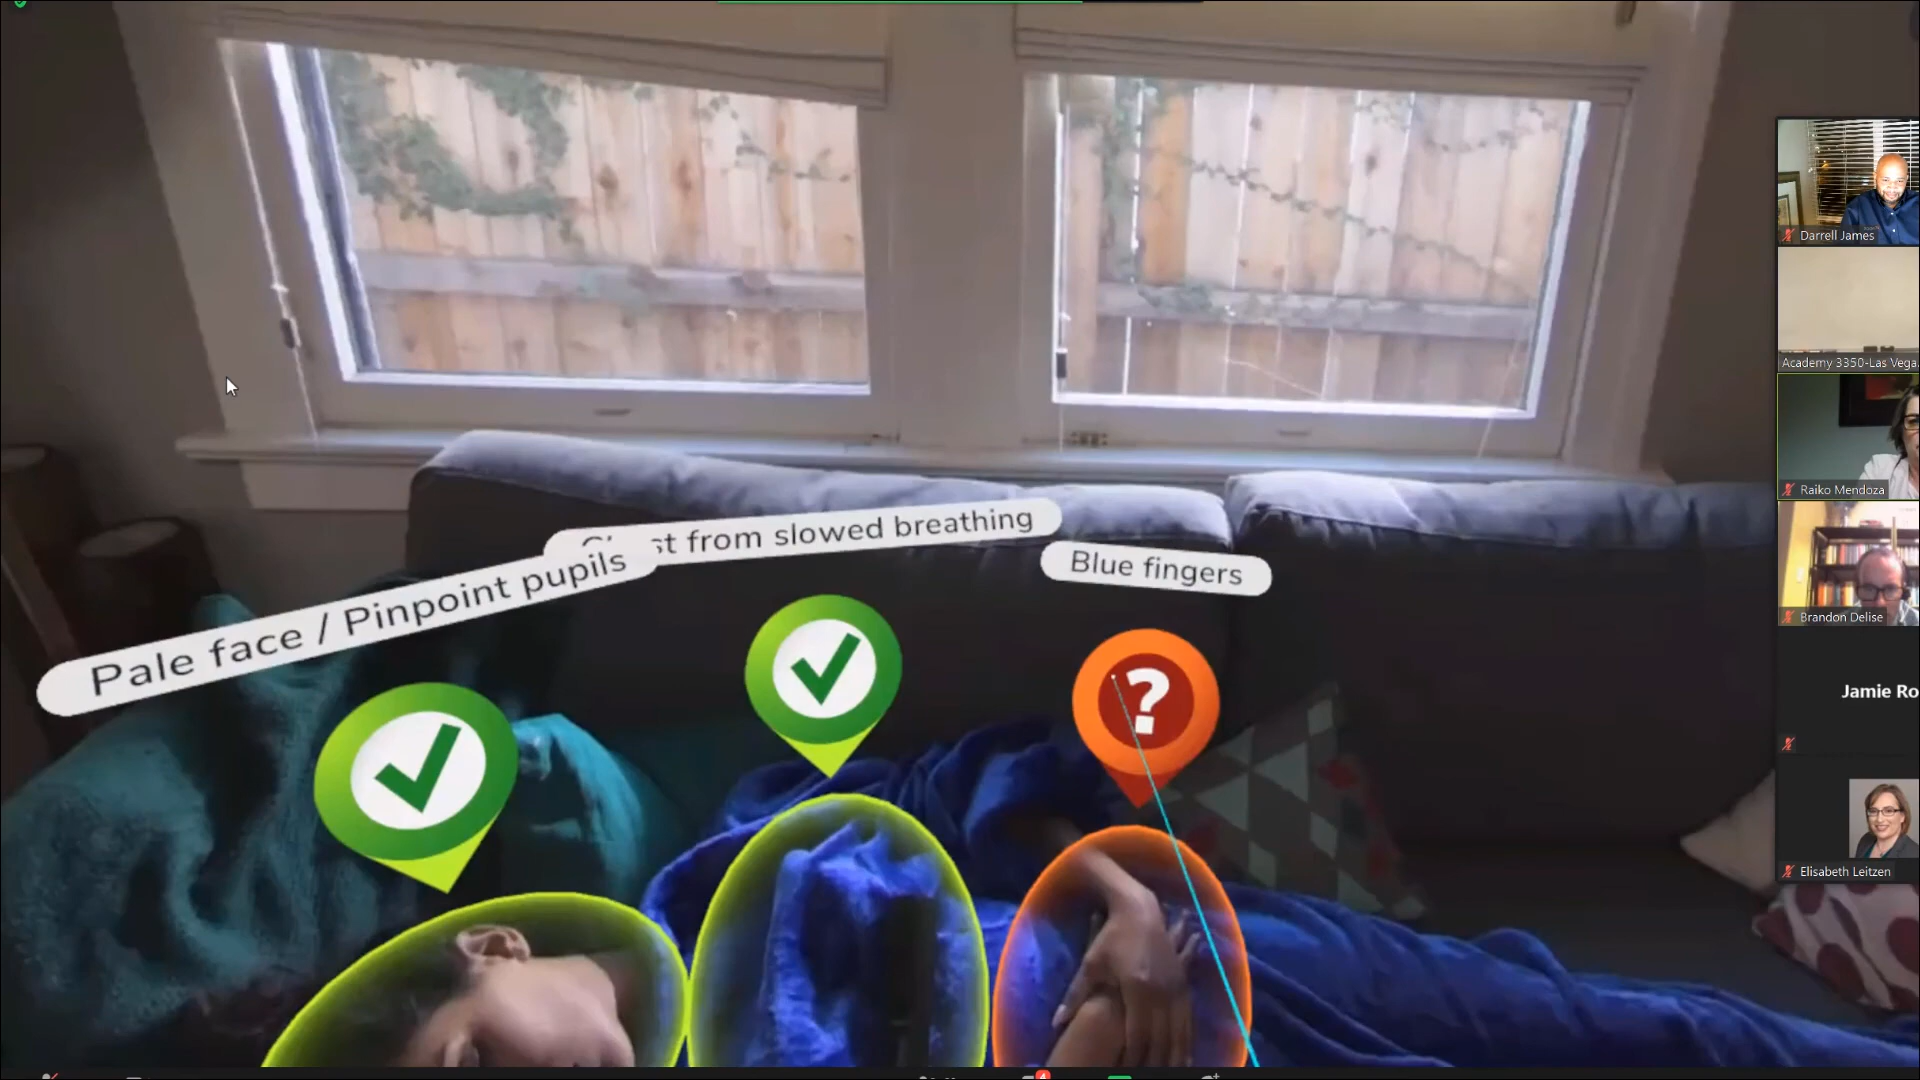 st from slowed breathing
Blue fingers
Pale face / Pinpoint pupils
?
Darrell James
Academy 3350-Las Vega
Raiko Mendoza
Brandon Delise
Jamie Ro
Elisabeth Leitzen
4